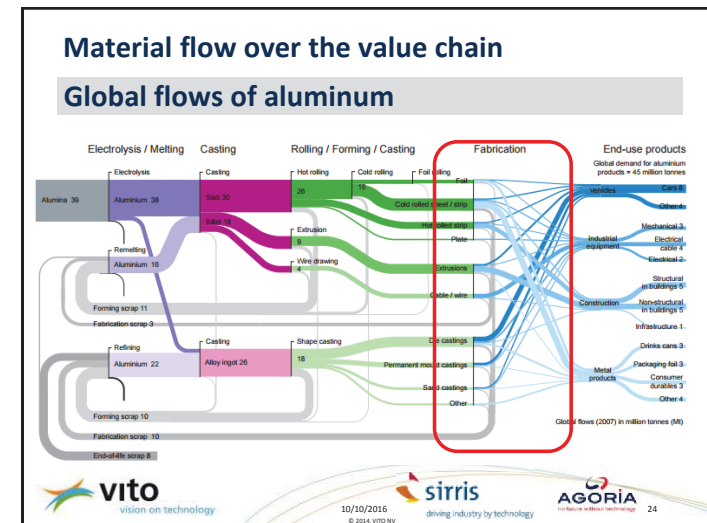 Material flow over the value chain
Global flows of aluminum
Electrolysis / Melting
Casting
Rolling / Forming / Casting
Fabrication
End-use products
Global demand for aluminium
products = 45 million tonnes
Electrolysis
Casting
Hot rolling
Cold rolling
Foil rolling
Foil
Vehicles
Cars 8
Alumina 39
Aluminium 38
Slab 30
26
16
Cold rolled sheet / strip
Other 4
Billet 16
Hot rolled strip
Mechanical 3
Extrusion
9
Plate
Industrial
equipment
Electrical
cable 4
Remelting
Aluminium 16
Wire drawing
4
Extrusions
Electrical 2
Structural
in buildings 5
Cable / wire
Construction
Non-structural
in buildings 5
Forming scrap 11
Fabrication scrap 3
Infrastructure 1
Refining
Casting
Shape casting
Die castings
Drinks cans 3
Aluminium 22
Alloy ingot 26
18
Permanent mould castings
Metal
products
Packaging foil 3
Consumer
durables 3
Sand castings
Other
Other 4
Forming scrap 10
Global flows (2007) in million tonnes (Mt)
Fabrication scrap 10
End-of-life scrap 8
vito
vision on technology
10/10/2016
© 2014, VITO NV
sirris
driving industry by technology
AGORIA
no future without technology
24